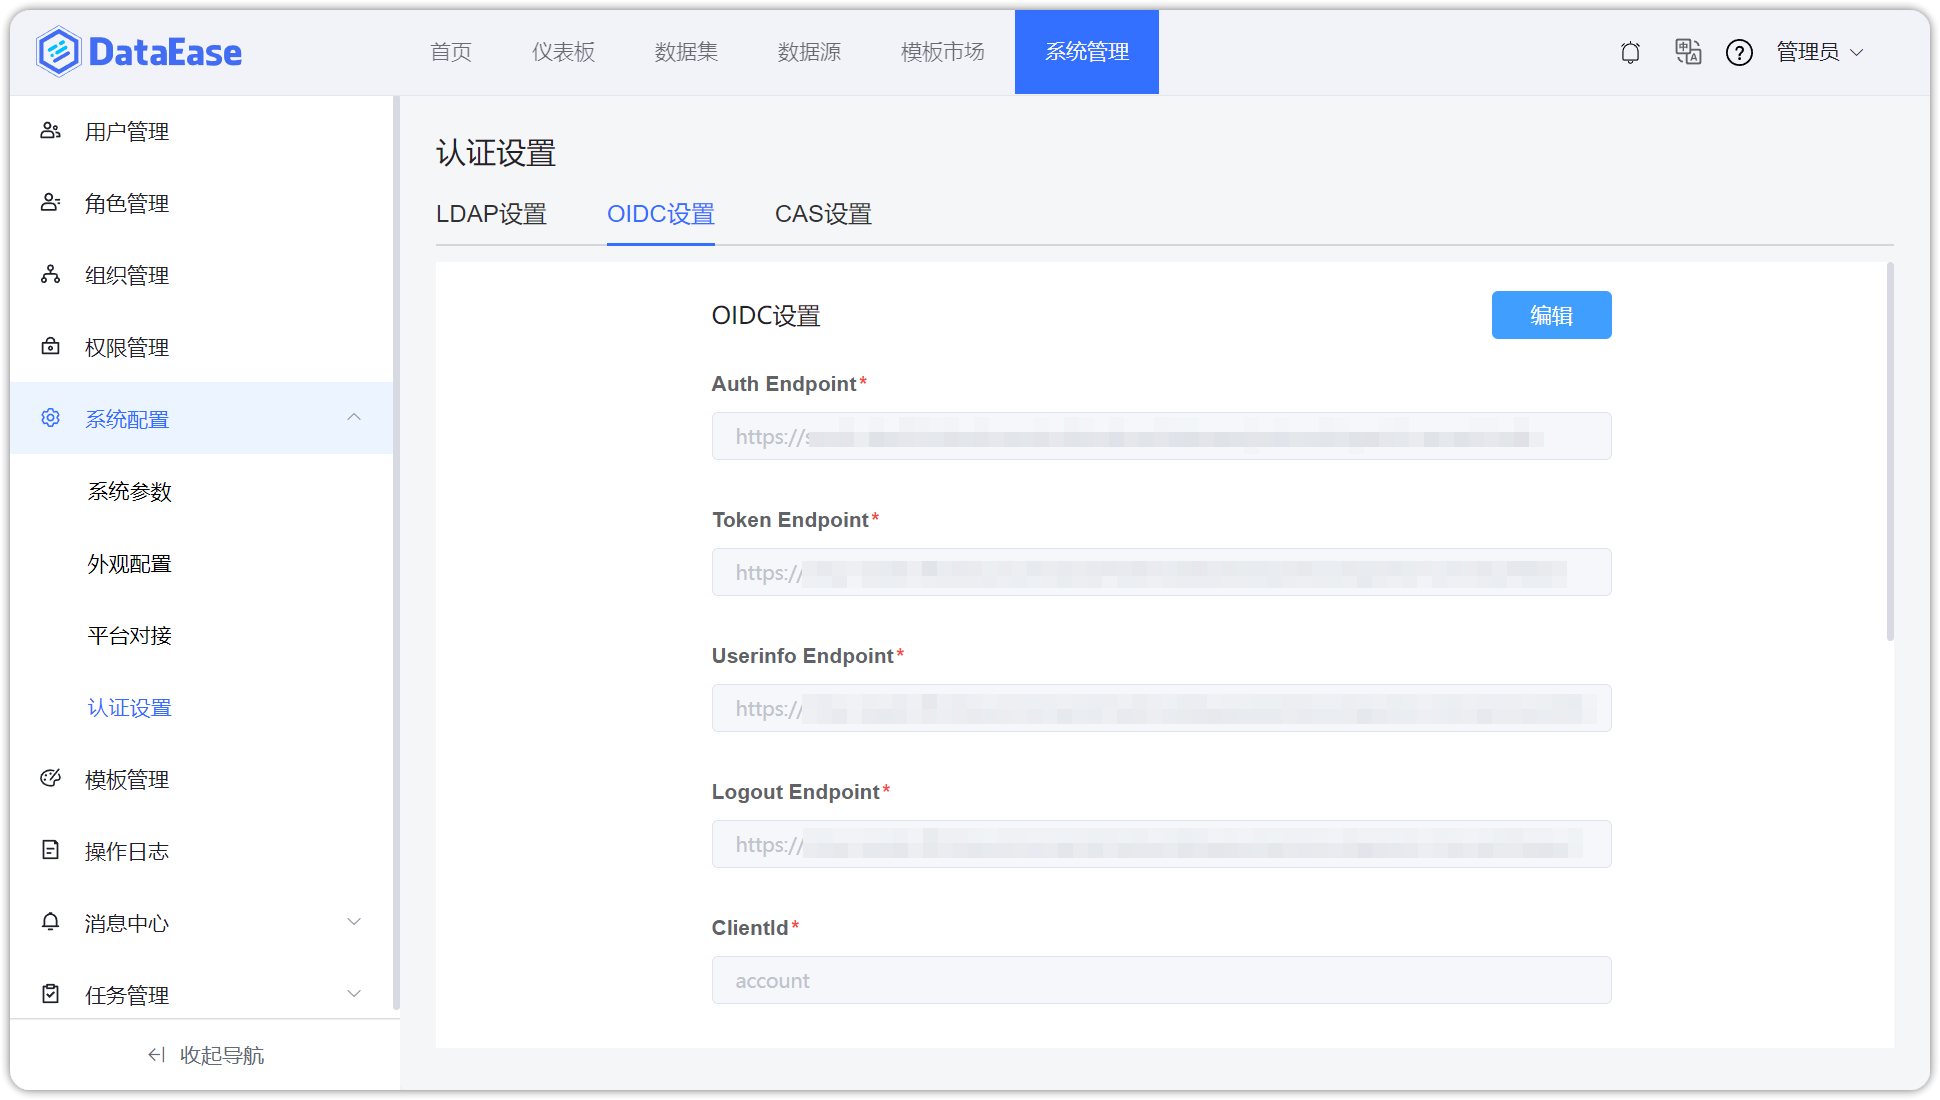 DataEase
首页 仪表板 数据集 数据源 模板市场 系统管理
中 A ? 管理员
用户管理
角色管理
组织管理
权限管理
系统配置
系统参数
外观配置
平台对接
认证设置
模板管理
操作日志
消息中心
任务管理
收起导航
认证设置
LDAP设置 OIDC设置 CAS设置
OIDC设置 编辑
Auth Endpoint*
https://s
Token Endpoint*
https://
Userinfo Endpoint*
https://
Logout Endpoint*
https://
ClientId*
account